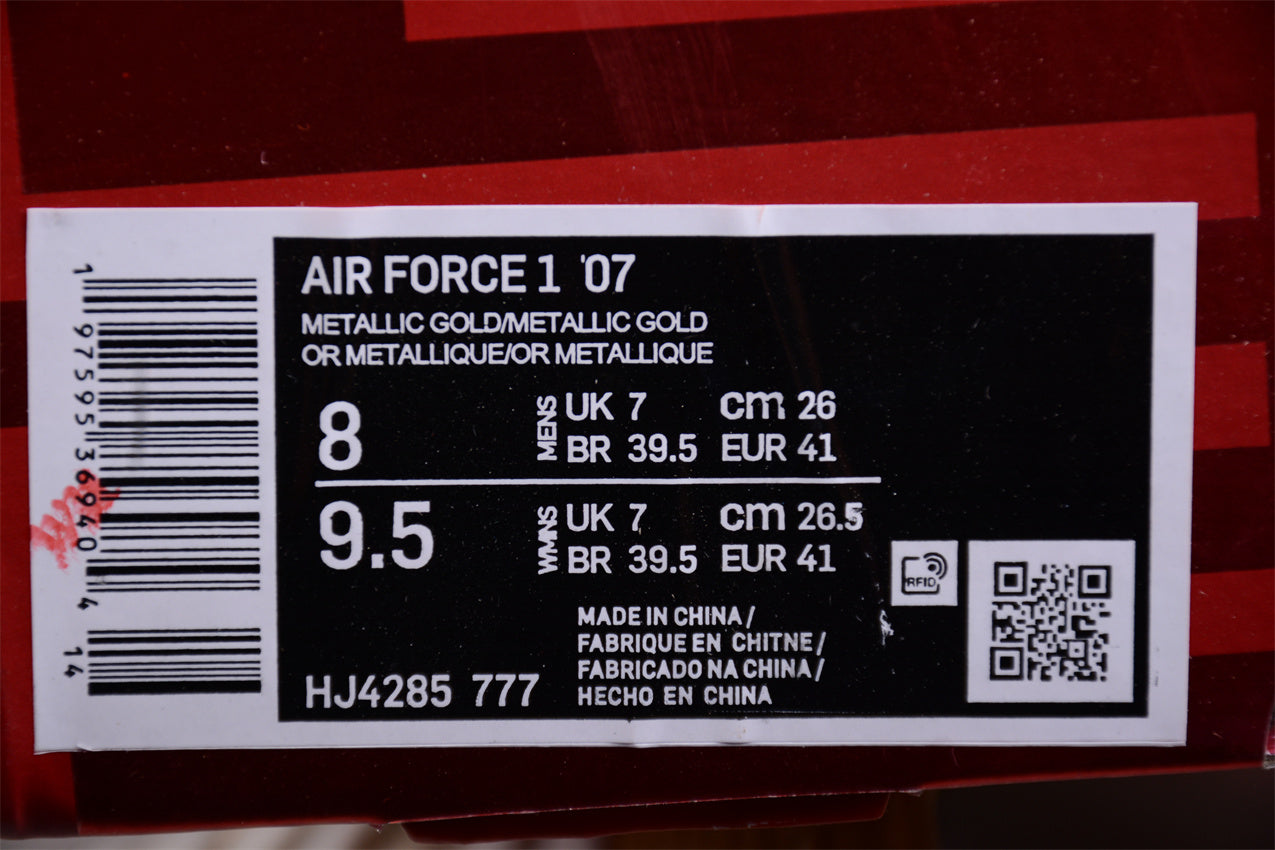 AIR FORCE 1 '07
METALLIC GOLD/METALLIC GOLD
OR METALLIQUE/OR METALLIQUE
8
MENS
UK 7 cm 26
BR 39.5 EUR 41
9.5
WMNS
UK 7 cm 26.5
BR 39.5 EUR 41
RFID
MADE IN CHINA/
FABRIQUE EN CHITNE/
FABRICADO NA CHINA/
HECHO EN CHINA
HJ4285 777
1 97595 36940 4 14